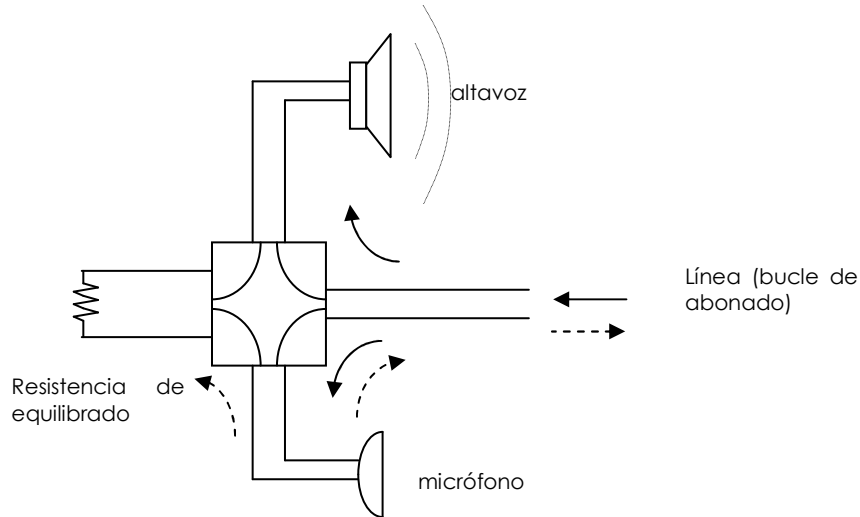 altavoz
Línea (bucle de
abonado)
Resistencia de
equilibrado
micrófono